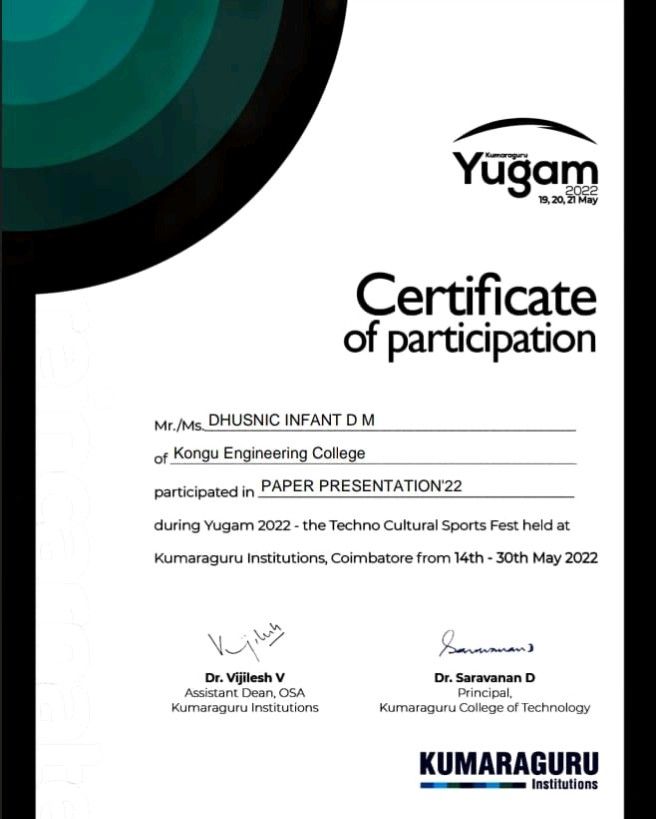 Kumaraguru
Yugam
2022
19, 20, 21 May
Certificate
of participation
Mr./Ms. DHUSNIC INFANT D M
of Kongu Engineering College
participated in PAPER PRESENTATION'22
during Yugam 2022 - the Techno Cultural Sports Fest held at
Kumaraguru Institutions, Coimbatore from 14th - 30th May 2022
Vijilesh
Saravanan D
Dr. Vijilesh V
Assistant Dean, OSA
Kumaraguru Institutions
Dr. Saravanan D
Principal,
Kumaraguru College of Technology
KUMARAGURU
Institutions